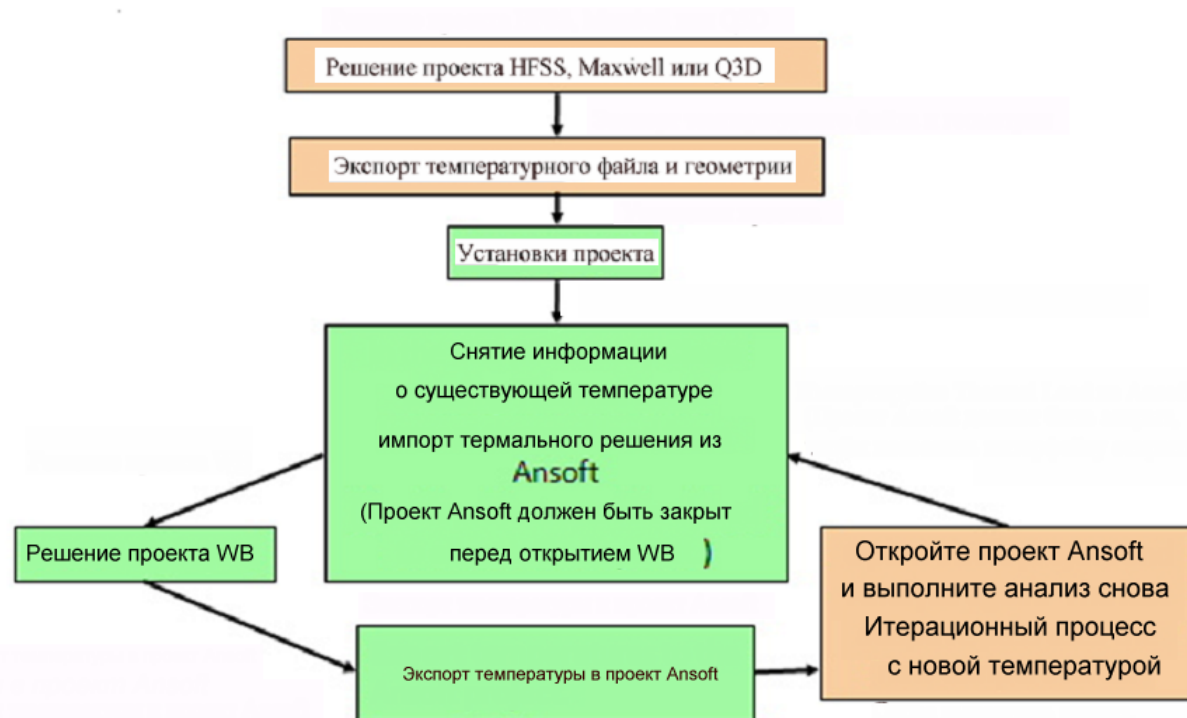 Решение проекта HFSS, Maxwell или Q3D
Экспорт температурного файла и геометрии
Установки проекта
Снятие информации
о существующей температуре
импорт термального решения из
Ansoft
(Проект Ansoft должен быть закрыт
перед открытием WB )
Решение проекта WB
Экспорт температуры в проект Ansoft
Откройте проект Ansoft
и выполните анализ снова
Итерационный процесс
с новой температурой